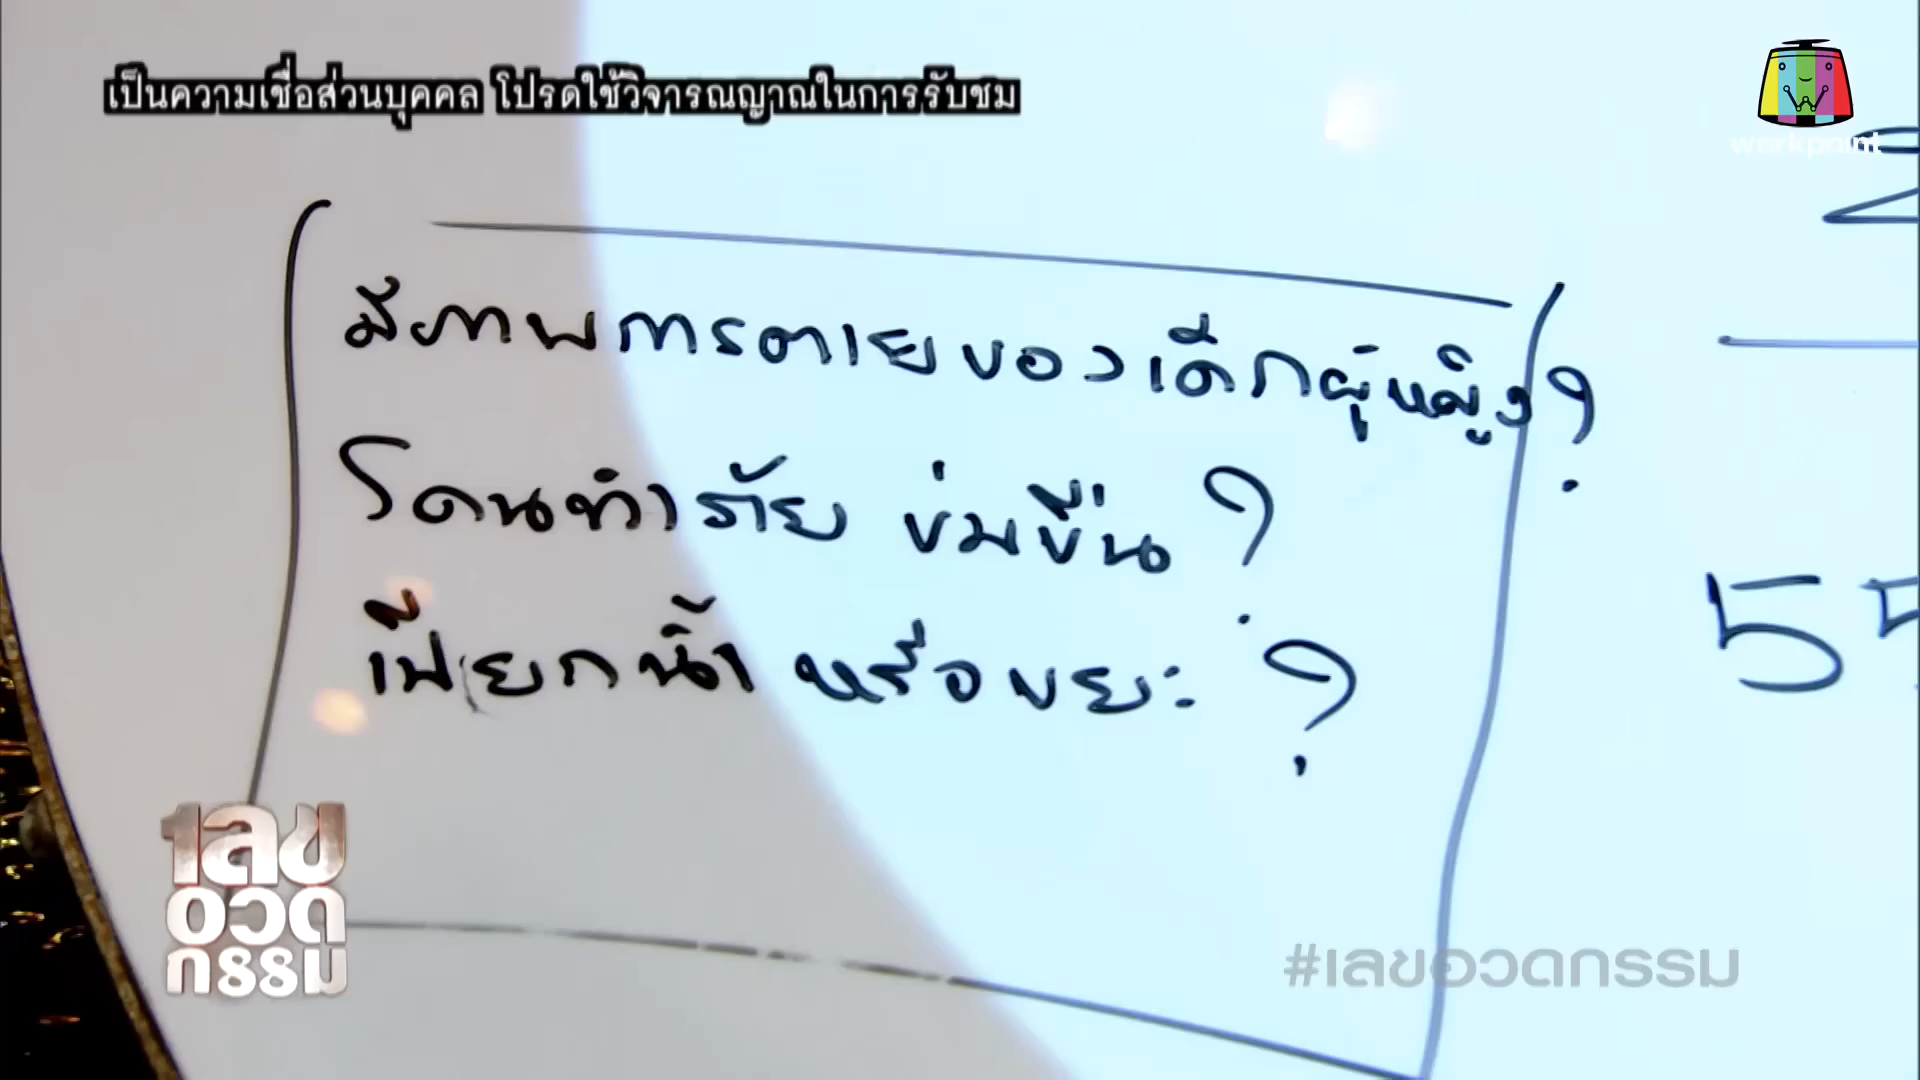 เป็นความเชื่อส่วนบุคคล โปรดใช้วิจารณญาณในการรับชม
workpoint
มีภาพการตายของเด็กผู้หญิง?
โดนทำร้าย ข่มขืน ?
55
เปียกน้ำ หรือขยะ ?
เลข
อวด
กรรม
#เลขอวดกรรม